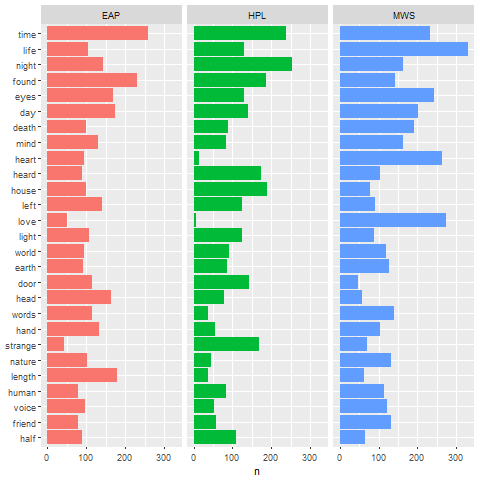 EAP HPL MWS
time
life
night
found
eyes
day
death
mind
heart
heard
house
left
love
light
world
earth
door
head
words
hand
strange
nature
length
human
voice
friend
half
0 100 200 300 0 100 200 300 0 100 200 300
n